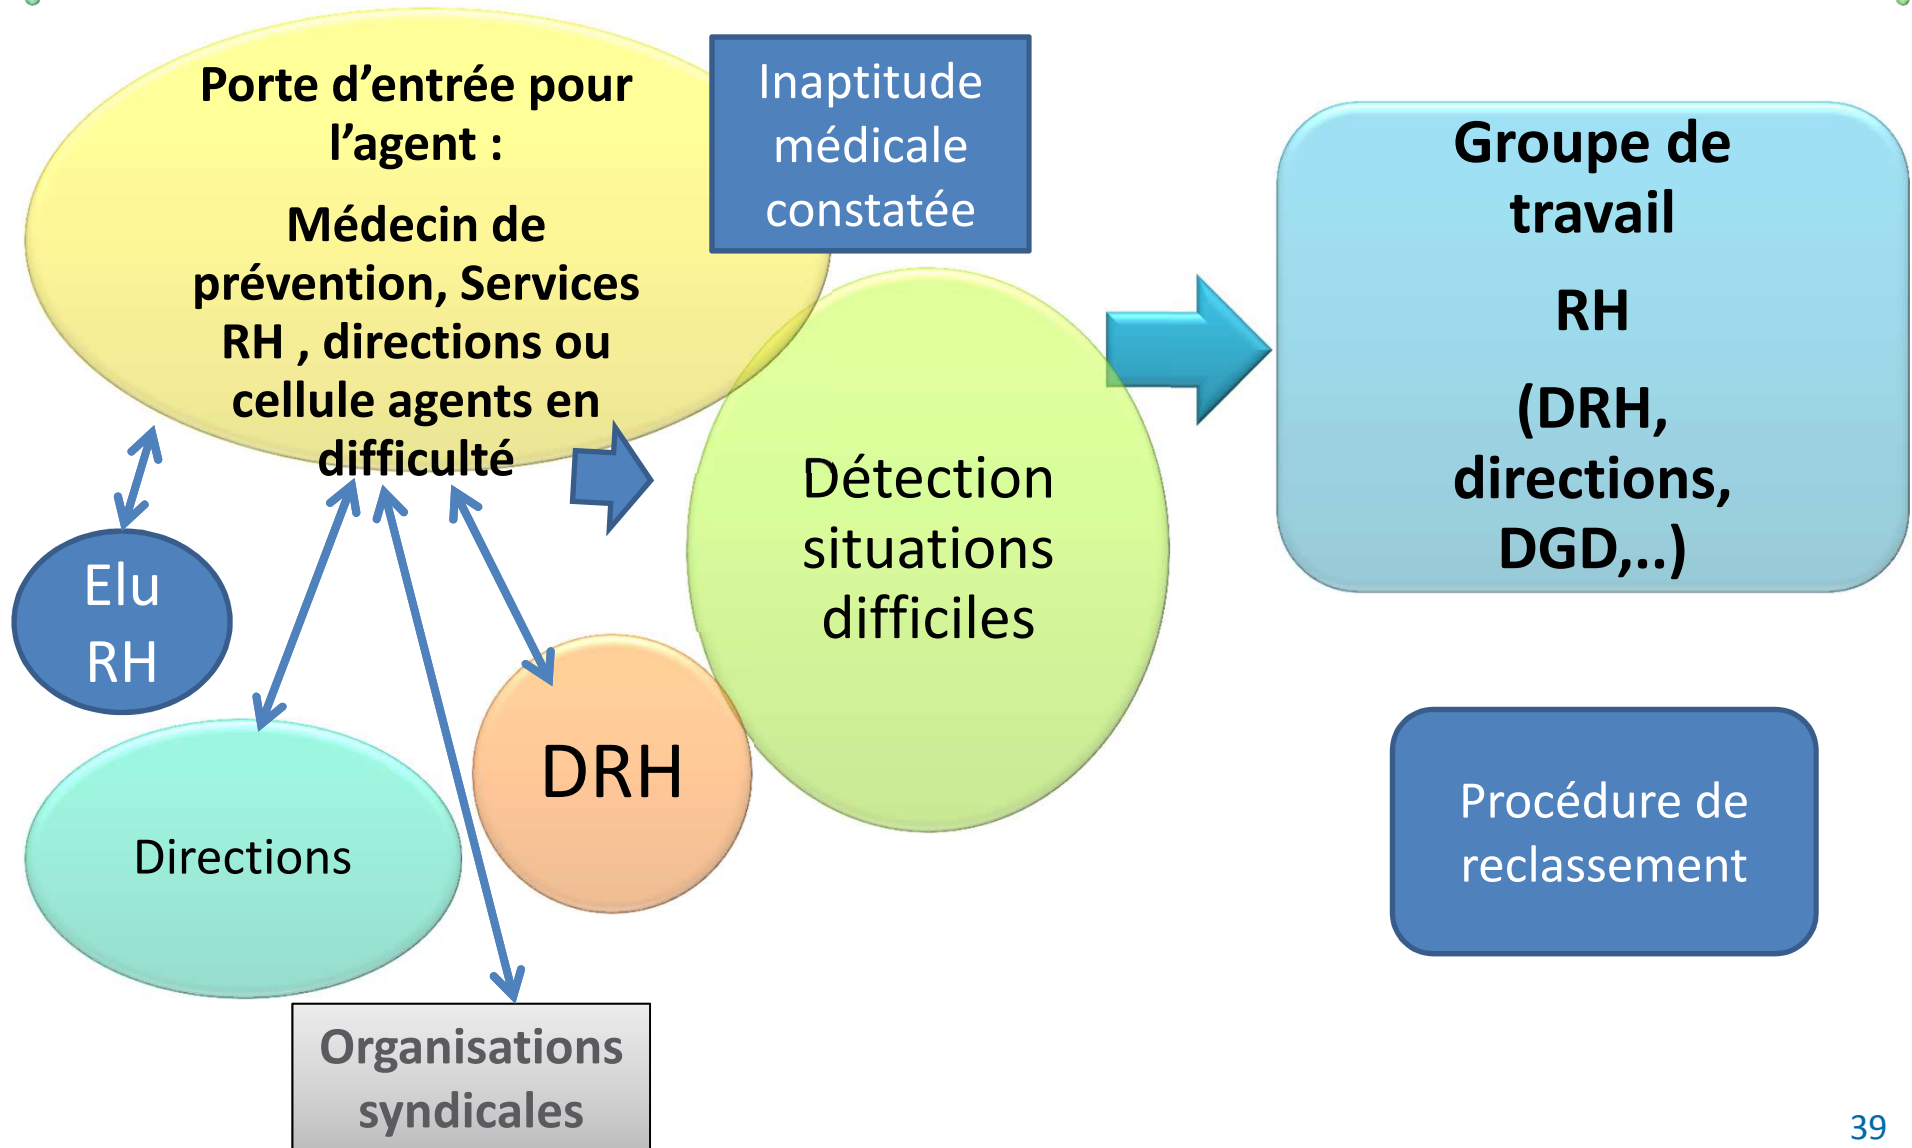 Porte d’entrée pour
l’agent :
Médecin de
prévention, Services
RH , directions ou
cellule agents en
difficulté
Inaptitude
médicale
constatée
Groupe de
travail
RH
(DRH,
directions,
DGD,..)
Détection
situations
difficiles
Elu
RH
DRH
Directions
Procédure de
reclassement
Organisations
syndicales
39